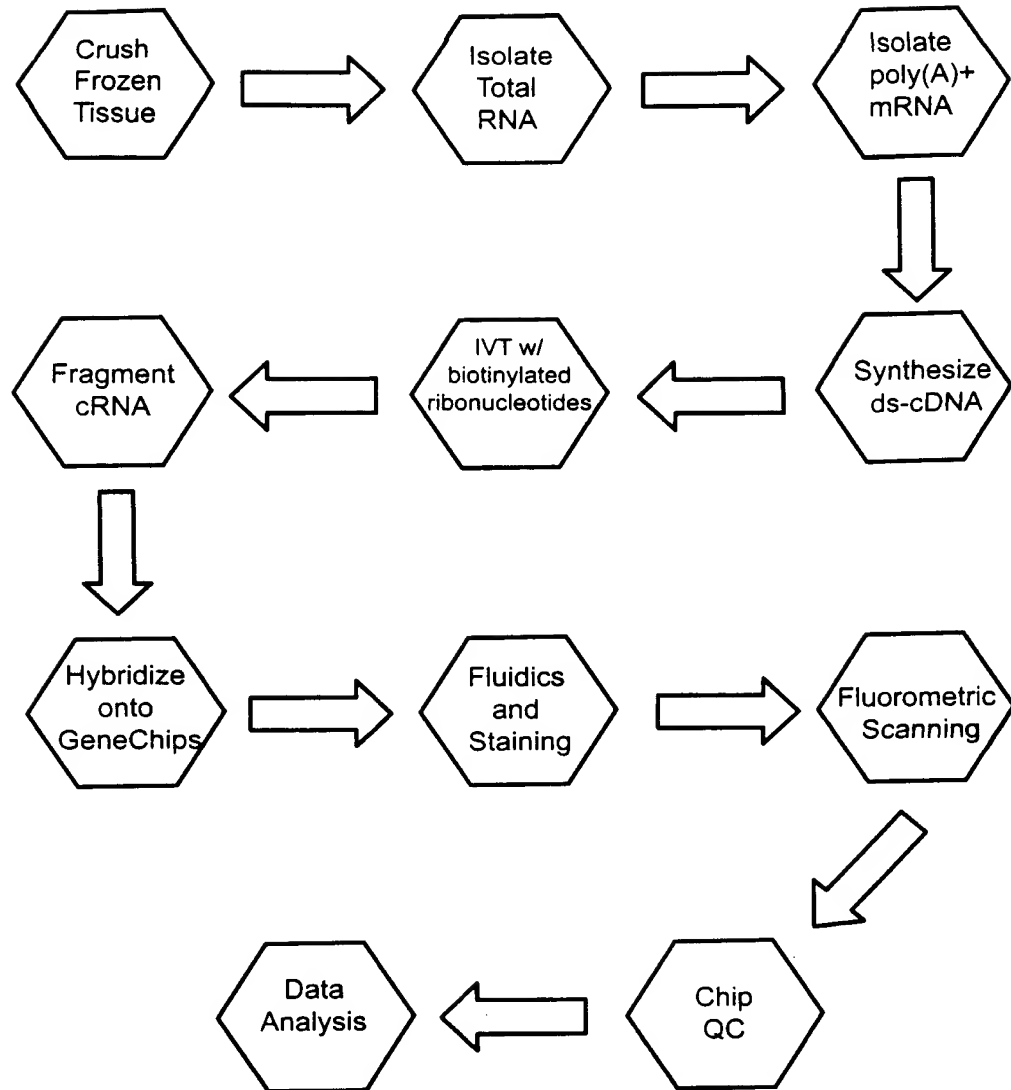 Crush
Frozen
Tissue
Isolate
Total
RNA
Isolate
poly(A)+
mRNA
Synthesize
ds-cDNA
IVT w/
biotinylated
ribonucleotides
Fragment
cRNA
Hybridize
onto
GeneChips
Fluidics
and
Staining
Fluorometric
Scanning
Chip
QC
Data
Analysis